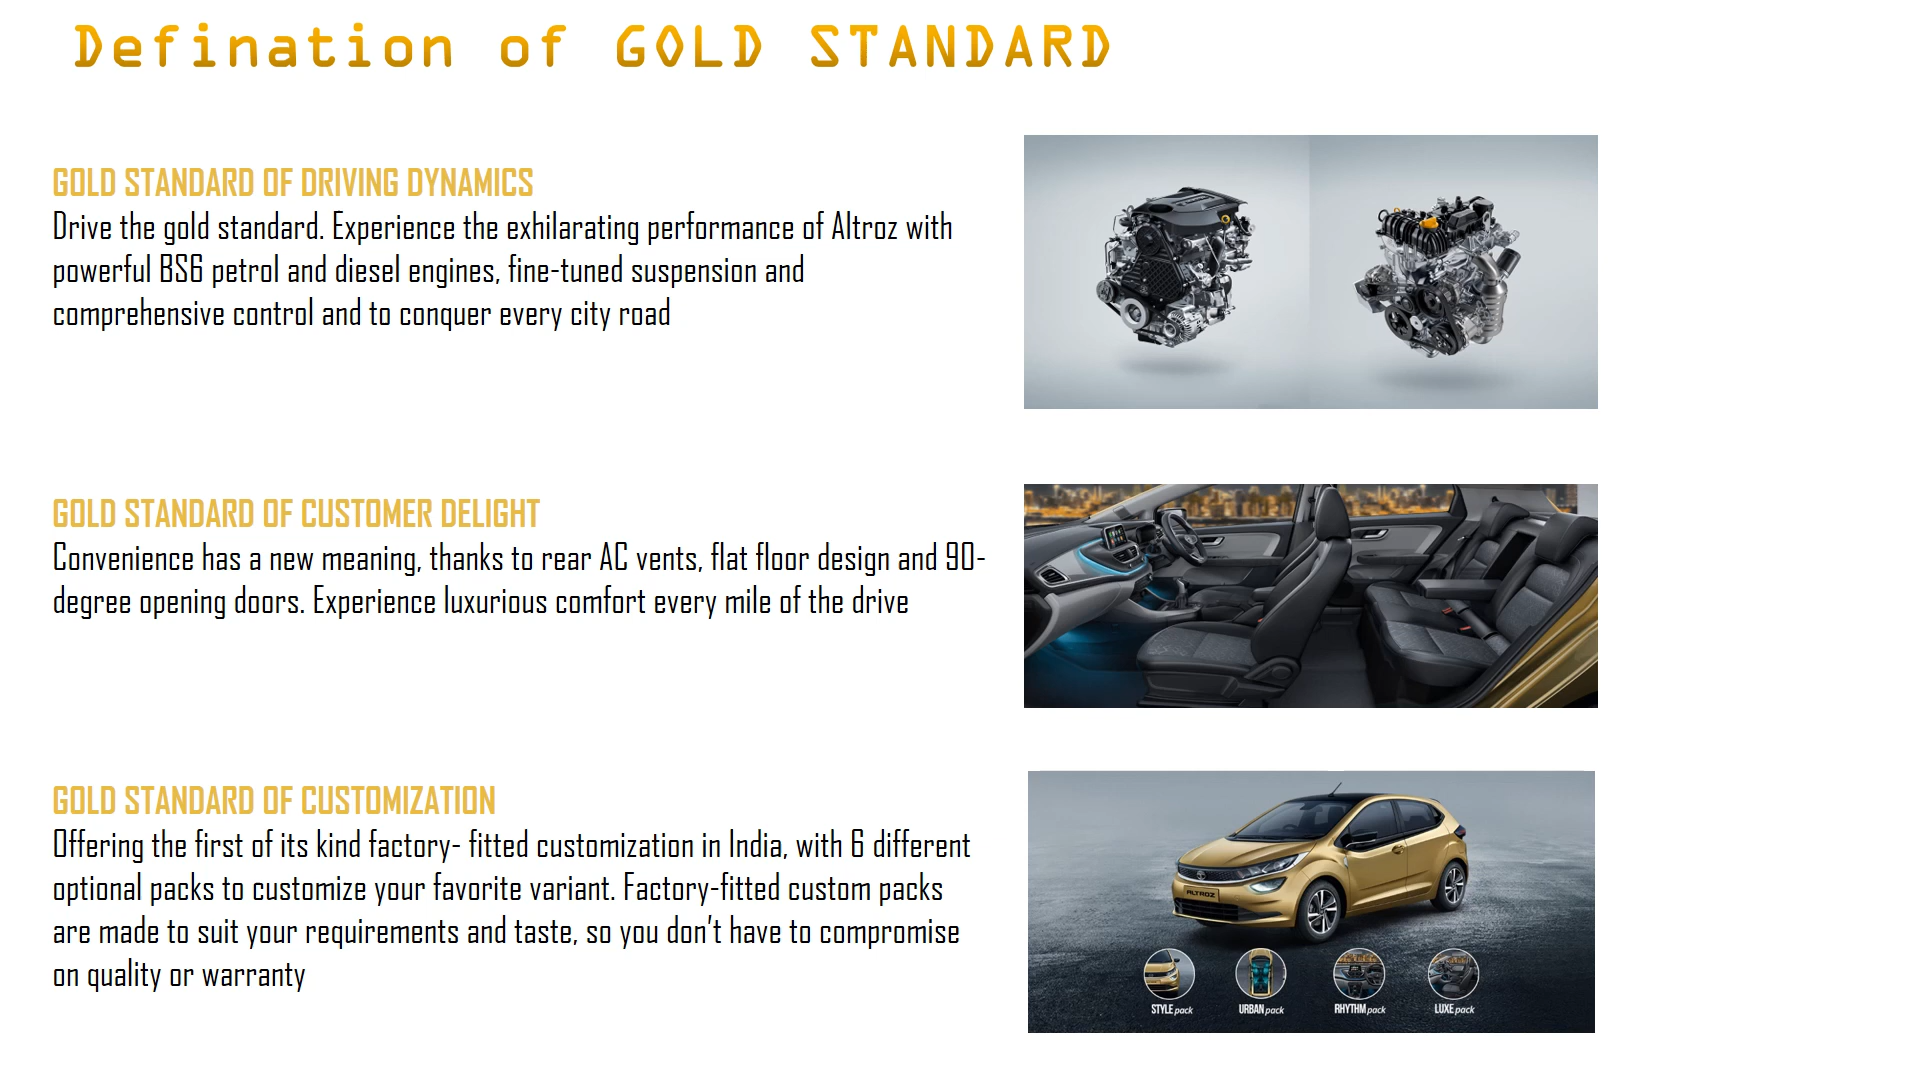 Defination of GOLD STANDARD
GOLD STANDARD OF DRIVING DYNAMICS
Drive the gold standard. Experience the exhilarating performance of Altroz with
powerful BS6 petrol and diesel engines, fine-tuned suspension and
comprehensive control and to conquer every city road
GOLD STANDARD OF CUSTOMER DELIGHT
Convenience has a new meaning, thanks to rear AC vents, flat floor design and 90-
degree opening doors. Experience luxurious comfort every mile of the drive
GOLD STANDARD OF CUSTOMIZATION
Offering the first of its kind factory- fitted customization in India, with 6 different
optional packs to customize your favorite variant. Factory-fitted custom packs
are made to suit your requirements and taste, so you don’t have to compromise
on quality or warranty
ALTROZ
STYLE pack URBAN pack RHYTHM pack LUXE pack